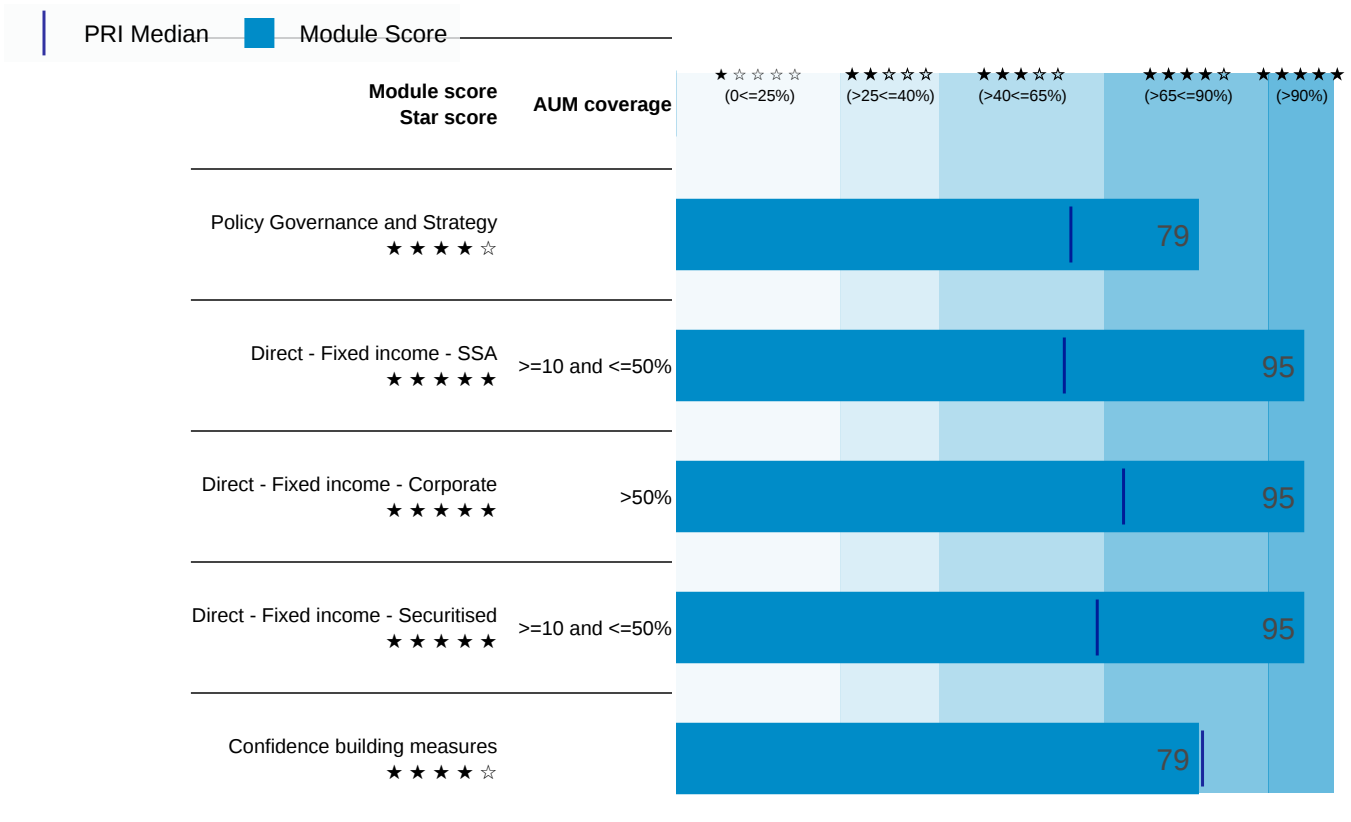 PRI Median Module Score
★☆☆☆☆ ★★☆☆☆ ★★★☆☆ ★★★★☆ ★★★★★
(0<=25%) (>25<=40%) (>40<=65%) (>65<=90%) (>90%)
Module score
Star score
AUM coverage
Policy Governance and Strategy
★★★★☆
79
Direct - Fixed income - SSA
★★★★★
>=10 and <=50%
95
Direct - Fixed income - Corporate
★★★★★
>50%
95
Direct - Fixed income - Securitised
★★★★★
>=10 and <=50%
95
Confidence building measures
★★★★☆
79